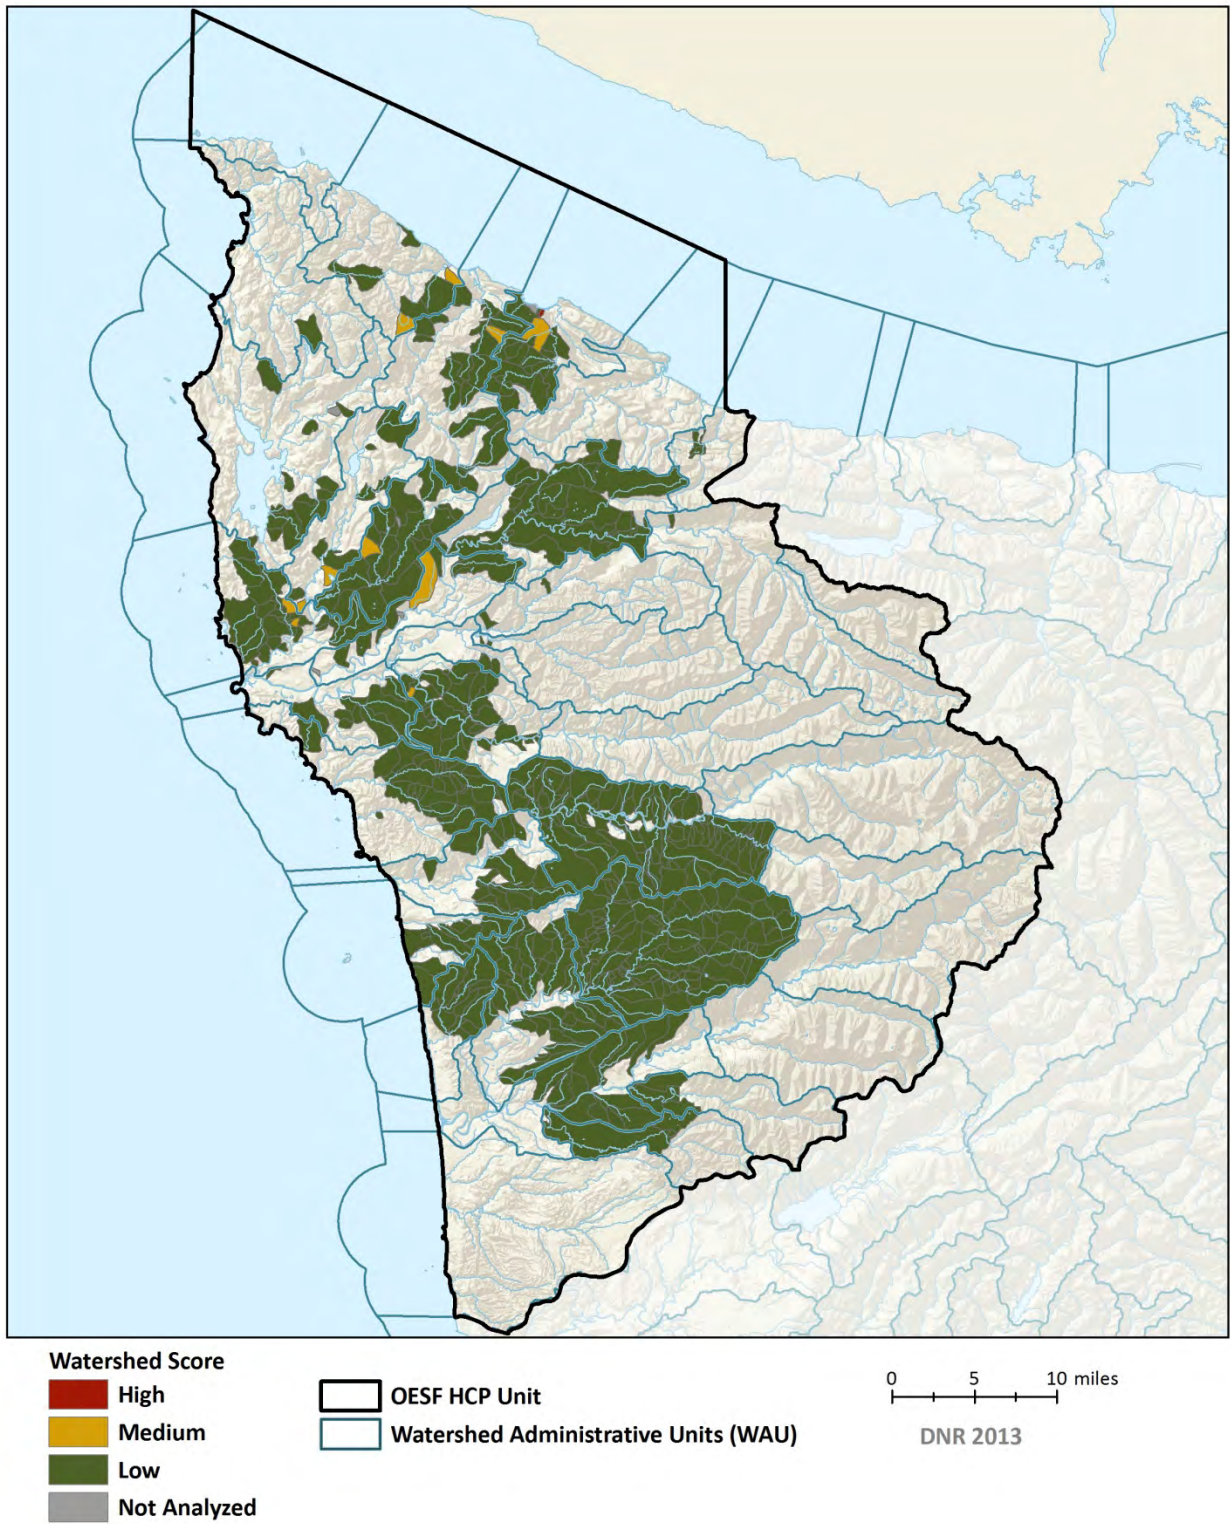 Watershed Score
High
Medium
Low
Not Analyzed
OESF HCP Unit
Watershed Administrative Units (WAU)
0 5 10 miles
DNR 2013